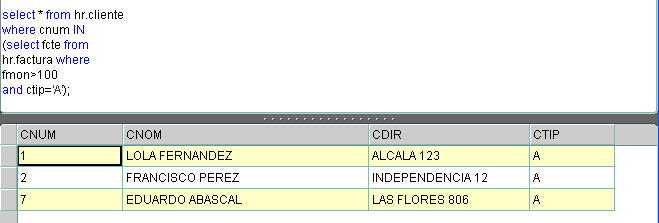 select * from hr.cliente
where cnum IN
(select fcte from
hr.factura where
fmon>100
and ctip='A');
CNUM CNOM CDIR CTIP
1 LOLA FERNANDEZ ALCALA 123 A
2 FRANCISCO PEREZ INDEPENDENCIA 12 A
7 EDUARDO ABASCAL LAS FLORES 806 A